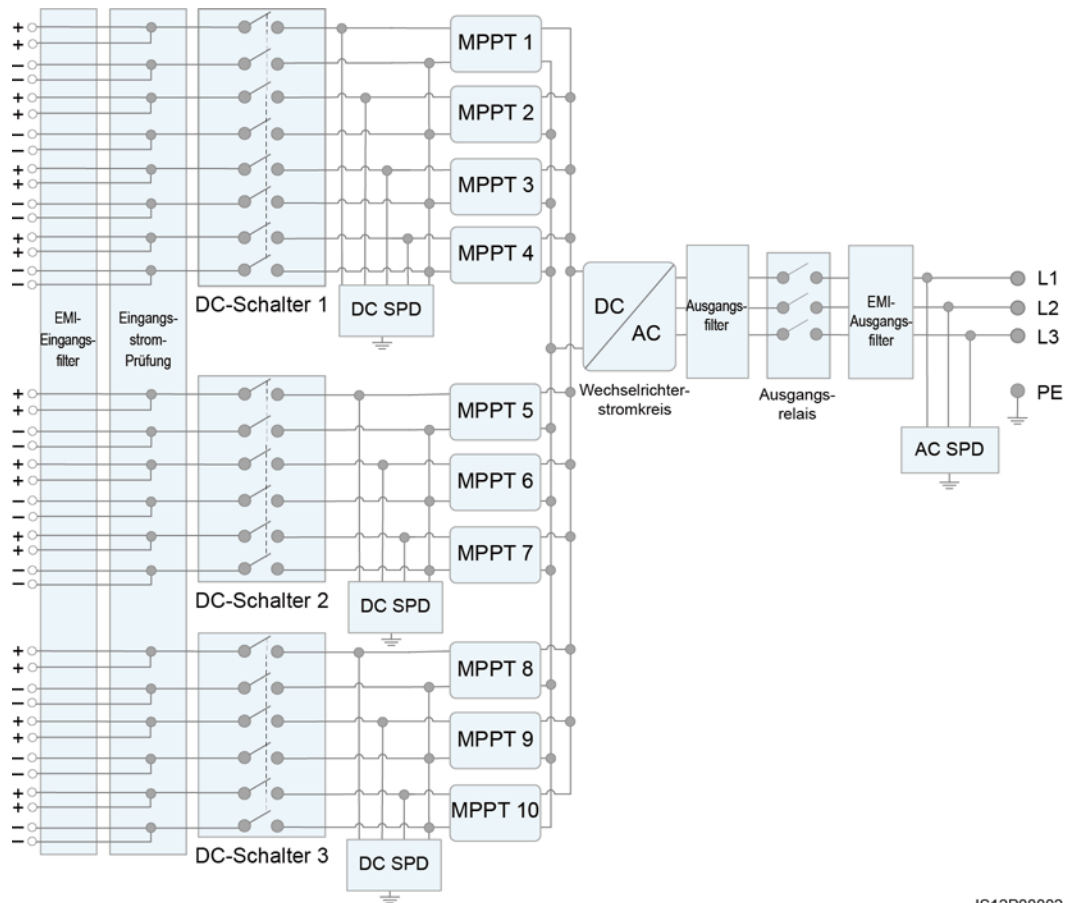 +
+
−
−
+
+
−
−
+
+
−
−
+
+
−
−
MPPT 1
MPPT 2
MPPT 3
MPPT 4
DC-Schalter 1
DC SPD
EMI-
Eingangs-
filter
Eingangs-
strom-
Prüfung
+
+
−
−
+
+
−
−
+
+
−
−
MPPT 5
MPPT 6
MPPT 7
DC-Schalter 2
DC SPD
+
+
−
−
+
+
−
−
+
+
−
−
MPPT 8
MPPT 9
MPPT 10
DC-Schalter 3
DC SPD
DC
AC
Wechselrichter-
stromkreis
Ausgangs-
filter
Ausgangs-
relais
EMI-
Ausgangs-
filter
L1
L2
L3
PE
AC SPD